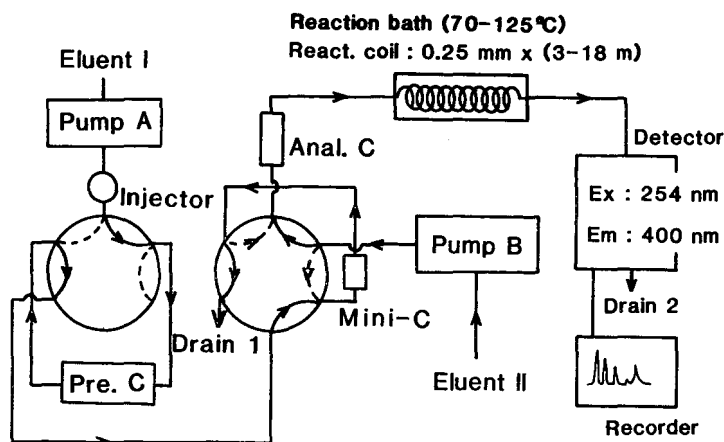 Reaction bath (70-125°C)
React. coil : 0.25 mm x (3-18 m)
Eluent I
Pump A
Injector
Anal. C
Detector
Ex : 254 nm
Em : 400 nm
Pump B
Mini-C
Drain 1
Drain 2
Pre. C
Eluent II
Recorder